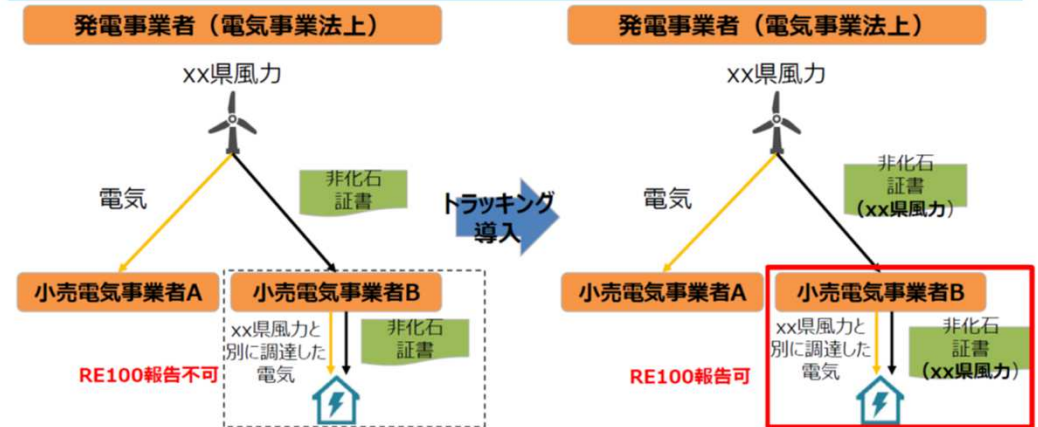 発電事業者（電気事業法上）
xx県風力
電気
非化石
証書
小売電気事業者A
小売電気事業者B
xx県風力と
別に調達した
電気
非化石
証書
RE100報告不可
トラッキング
導入
発電事業者（電気事業法上）
xx県風力
電気
非化石
証書
（xx県風力）
小売電気事業者A
小売電気事業者B
xx県風力と
別に調達した
電気
非化石
証書
（xx県風力）
RE100報告可